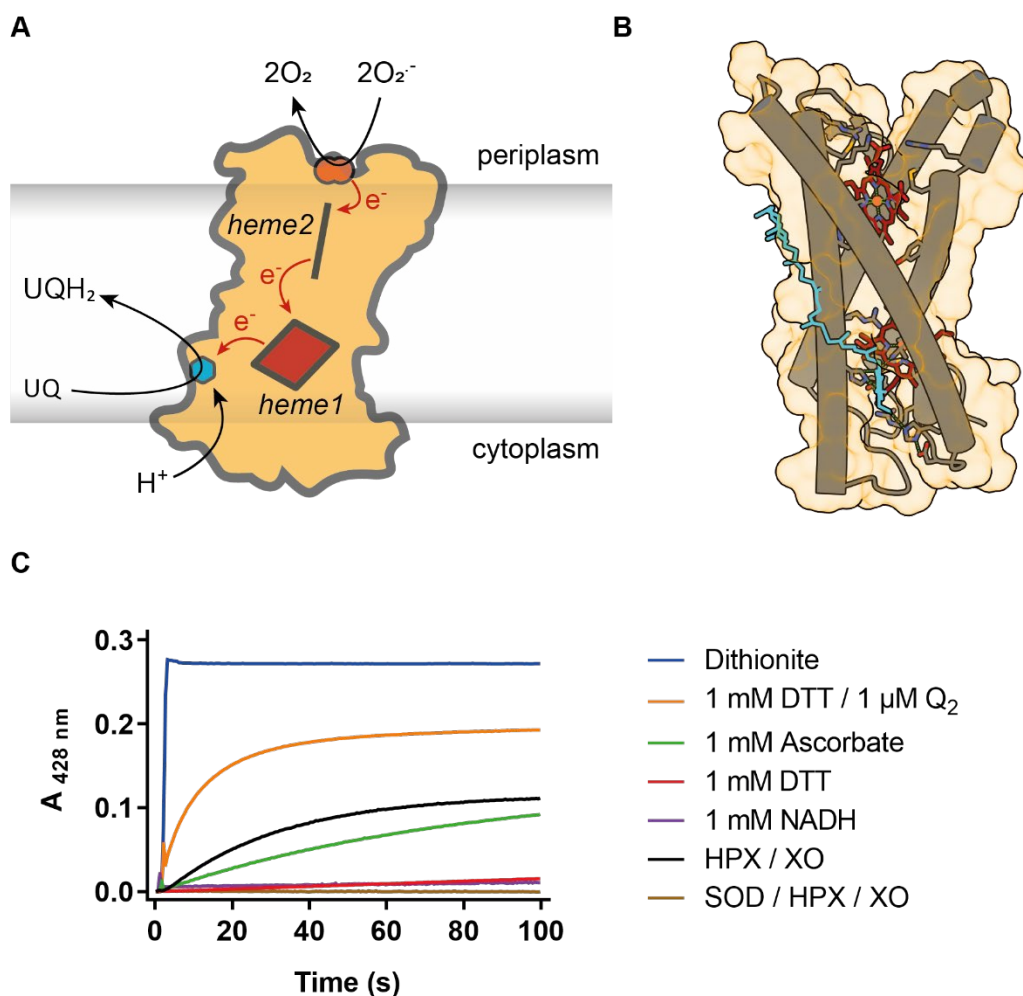 A
2O₂ 2O₂·-
periplasm
e⁻
heme2
e⁻
UQH₂
e⁻
UQ
heme1
cytoplasm
H⁺
B
C
0.3
0.2
0.1
0.0
A 428 nm
0 20 40 60 80 100
Time (s)
Dithionite
1 mM DTT / 1 μM Q₂
1 mM Ascorbate
1 mM DTT
1 mM NADH
HPX / XO
SOD / HPX / XO